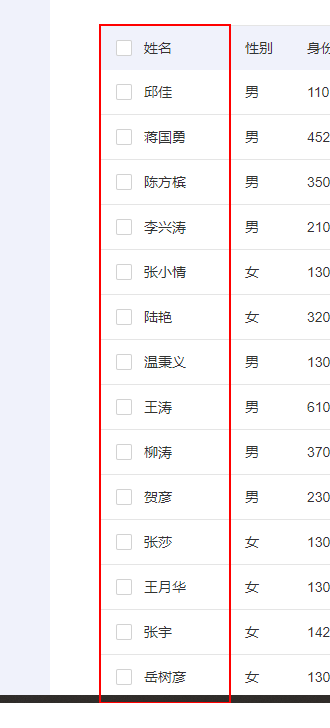 姓名 性别 身份
邱佳 男 110
蒋国勇 男 452
陈方槟 男 350
李兴涛 男 210
张小情 女 130
陆艳 女 320
温秉义 男 130
王涛 男 610
柳涛 男 370
贺彦 男 230
张莎 女 130
王月华 女 130
张宇 女 142
岳树彦 女 130